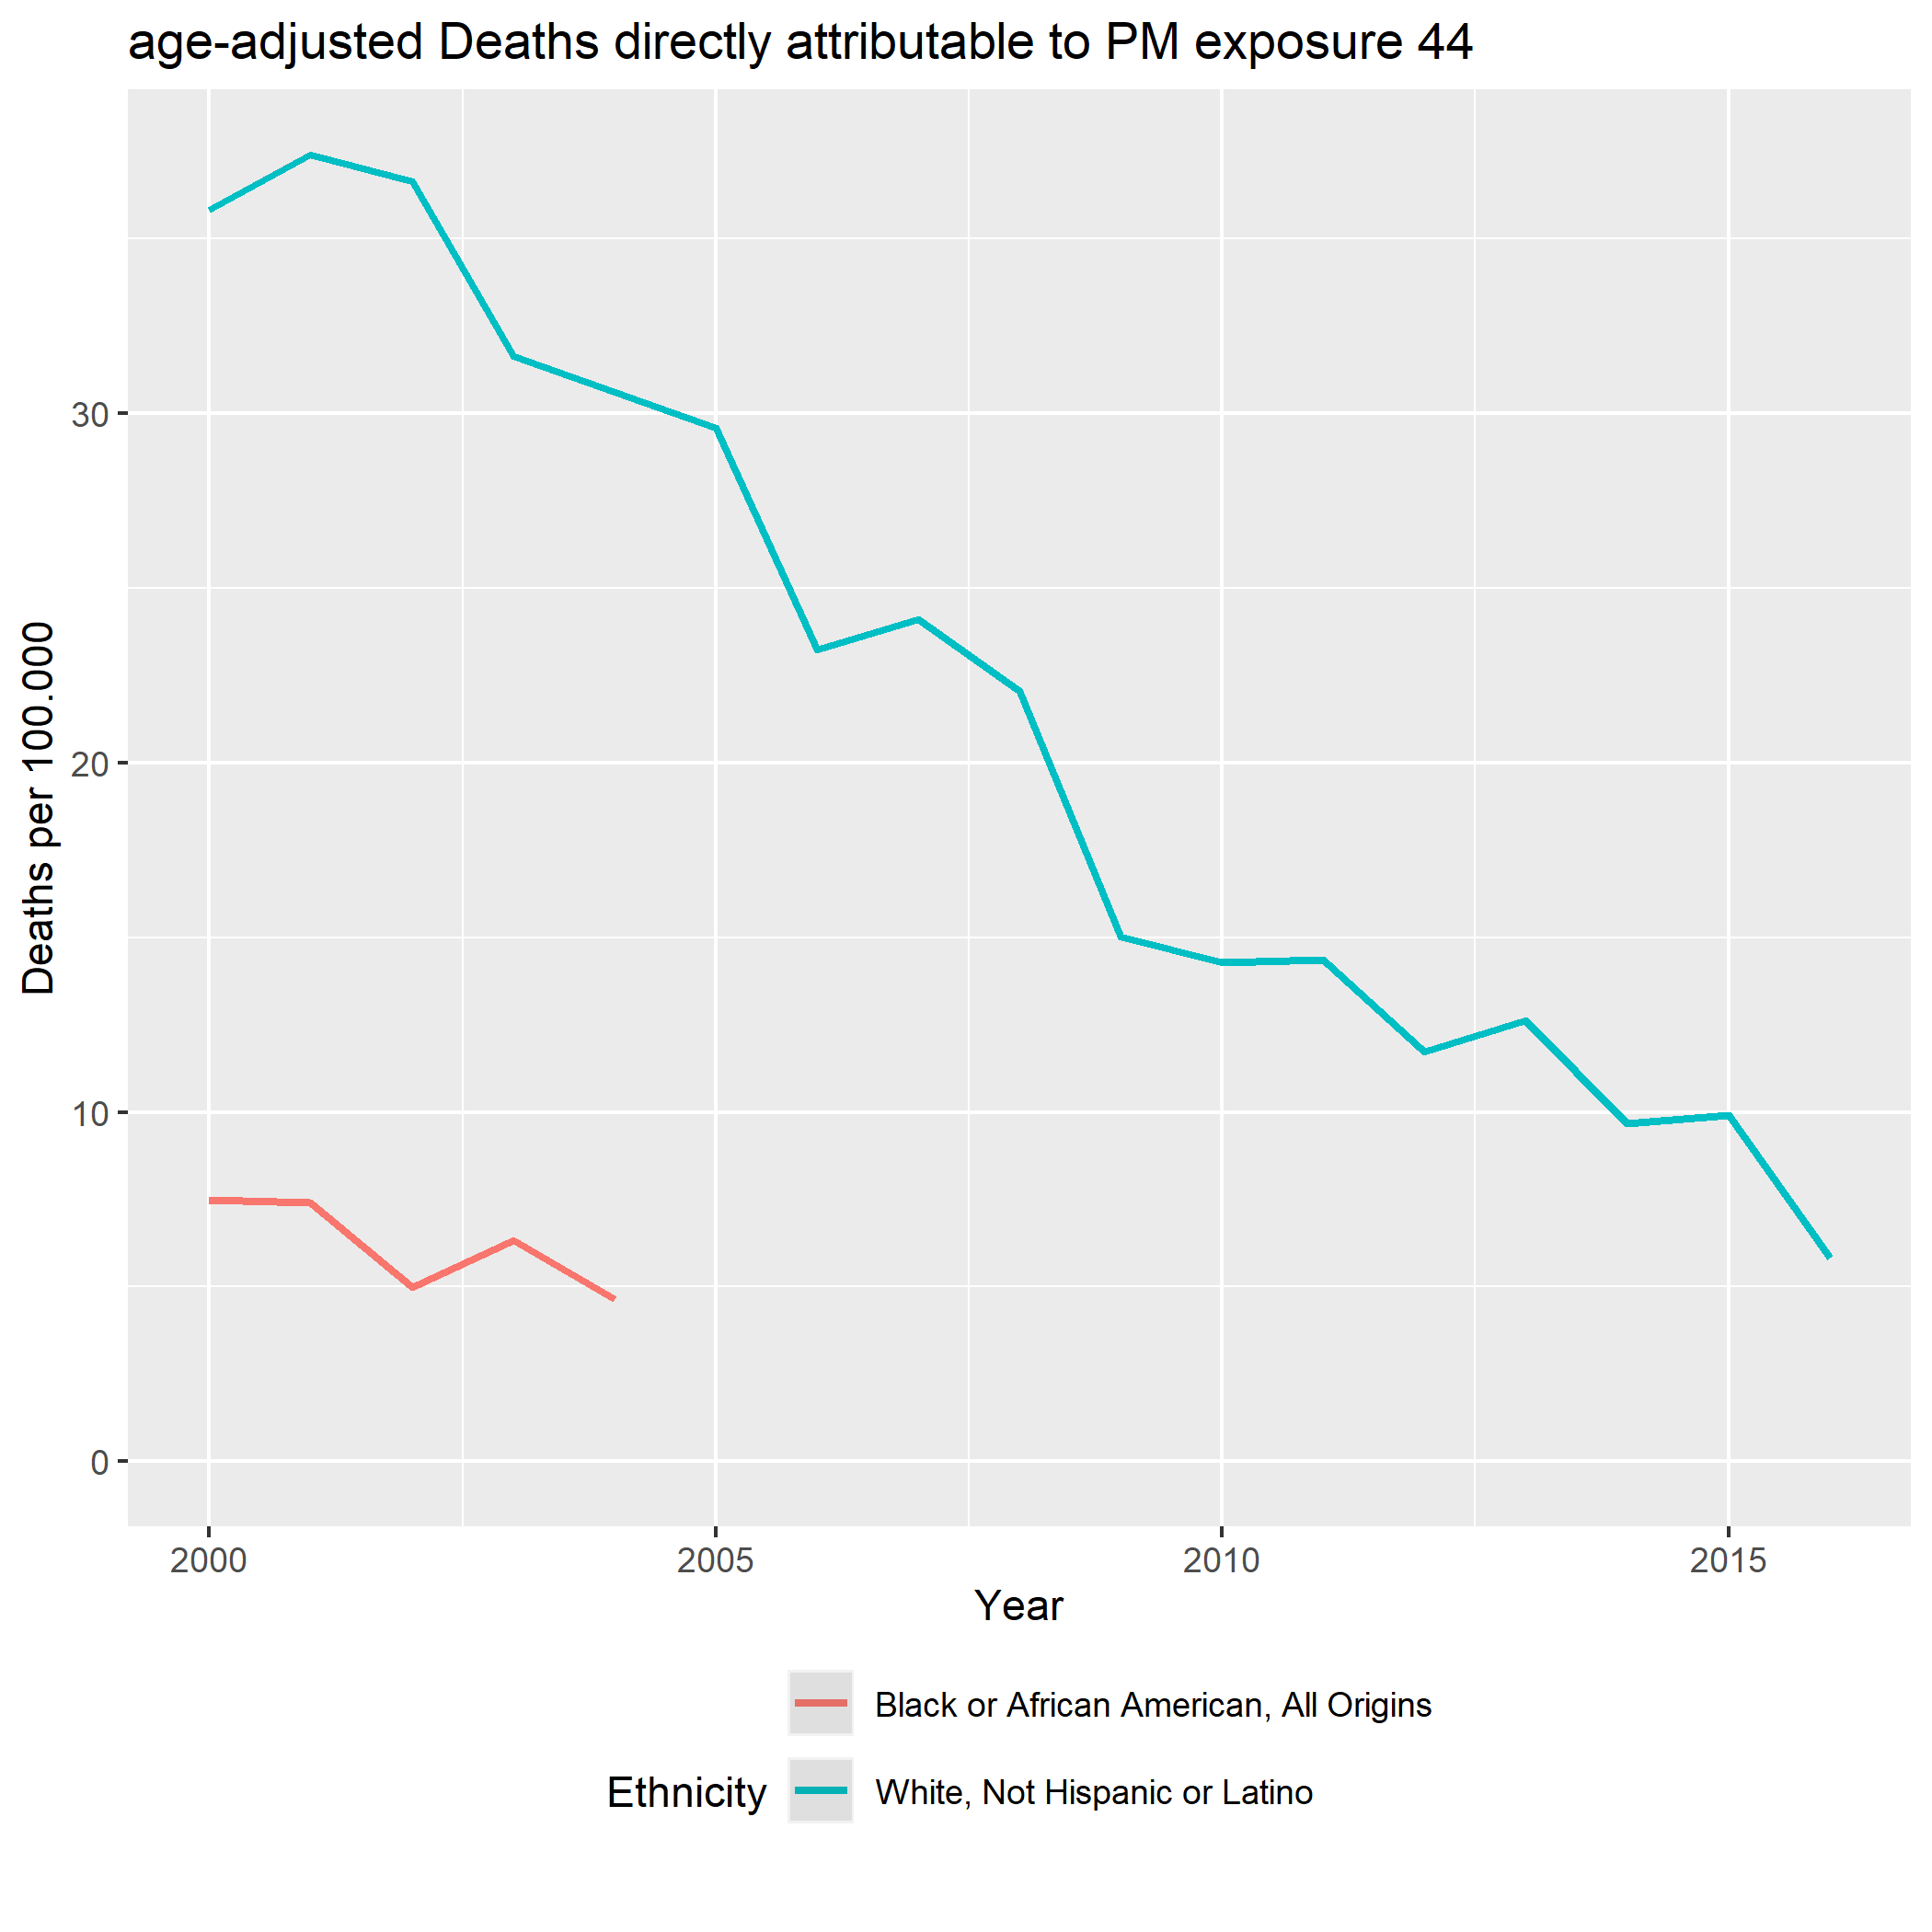 age-adjusted Deaths directly attributable to PM exposure 44
Deaths per 100.000
30
20
10
0
2000 2005 2010 2015
Year
Black or African American, All Origins
Ethnicity White, Not Hispanic or Latino